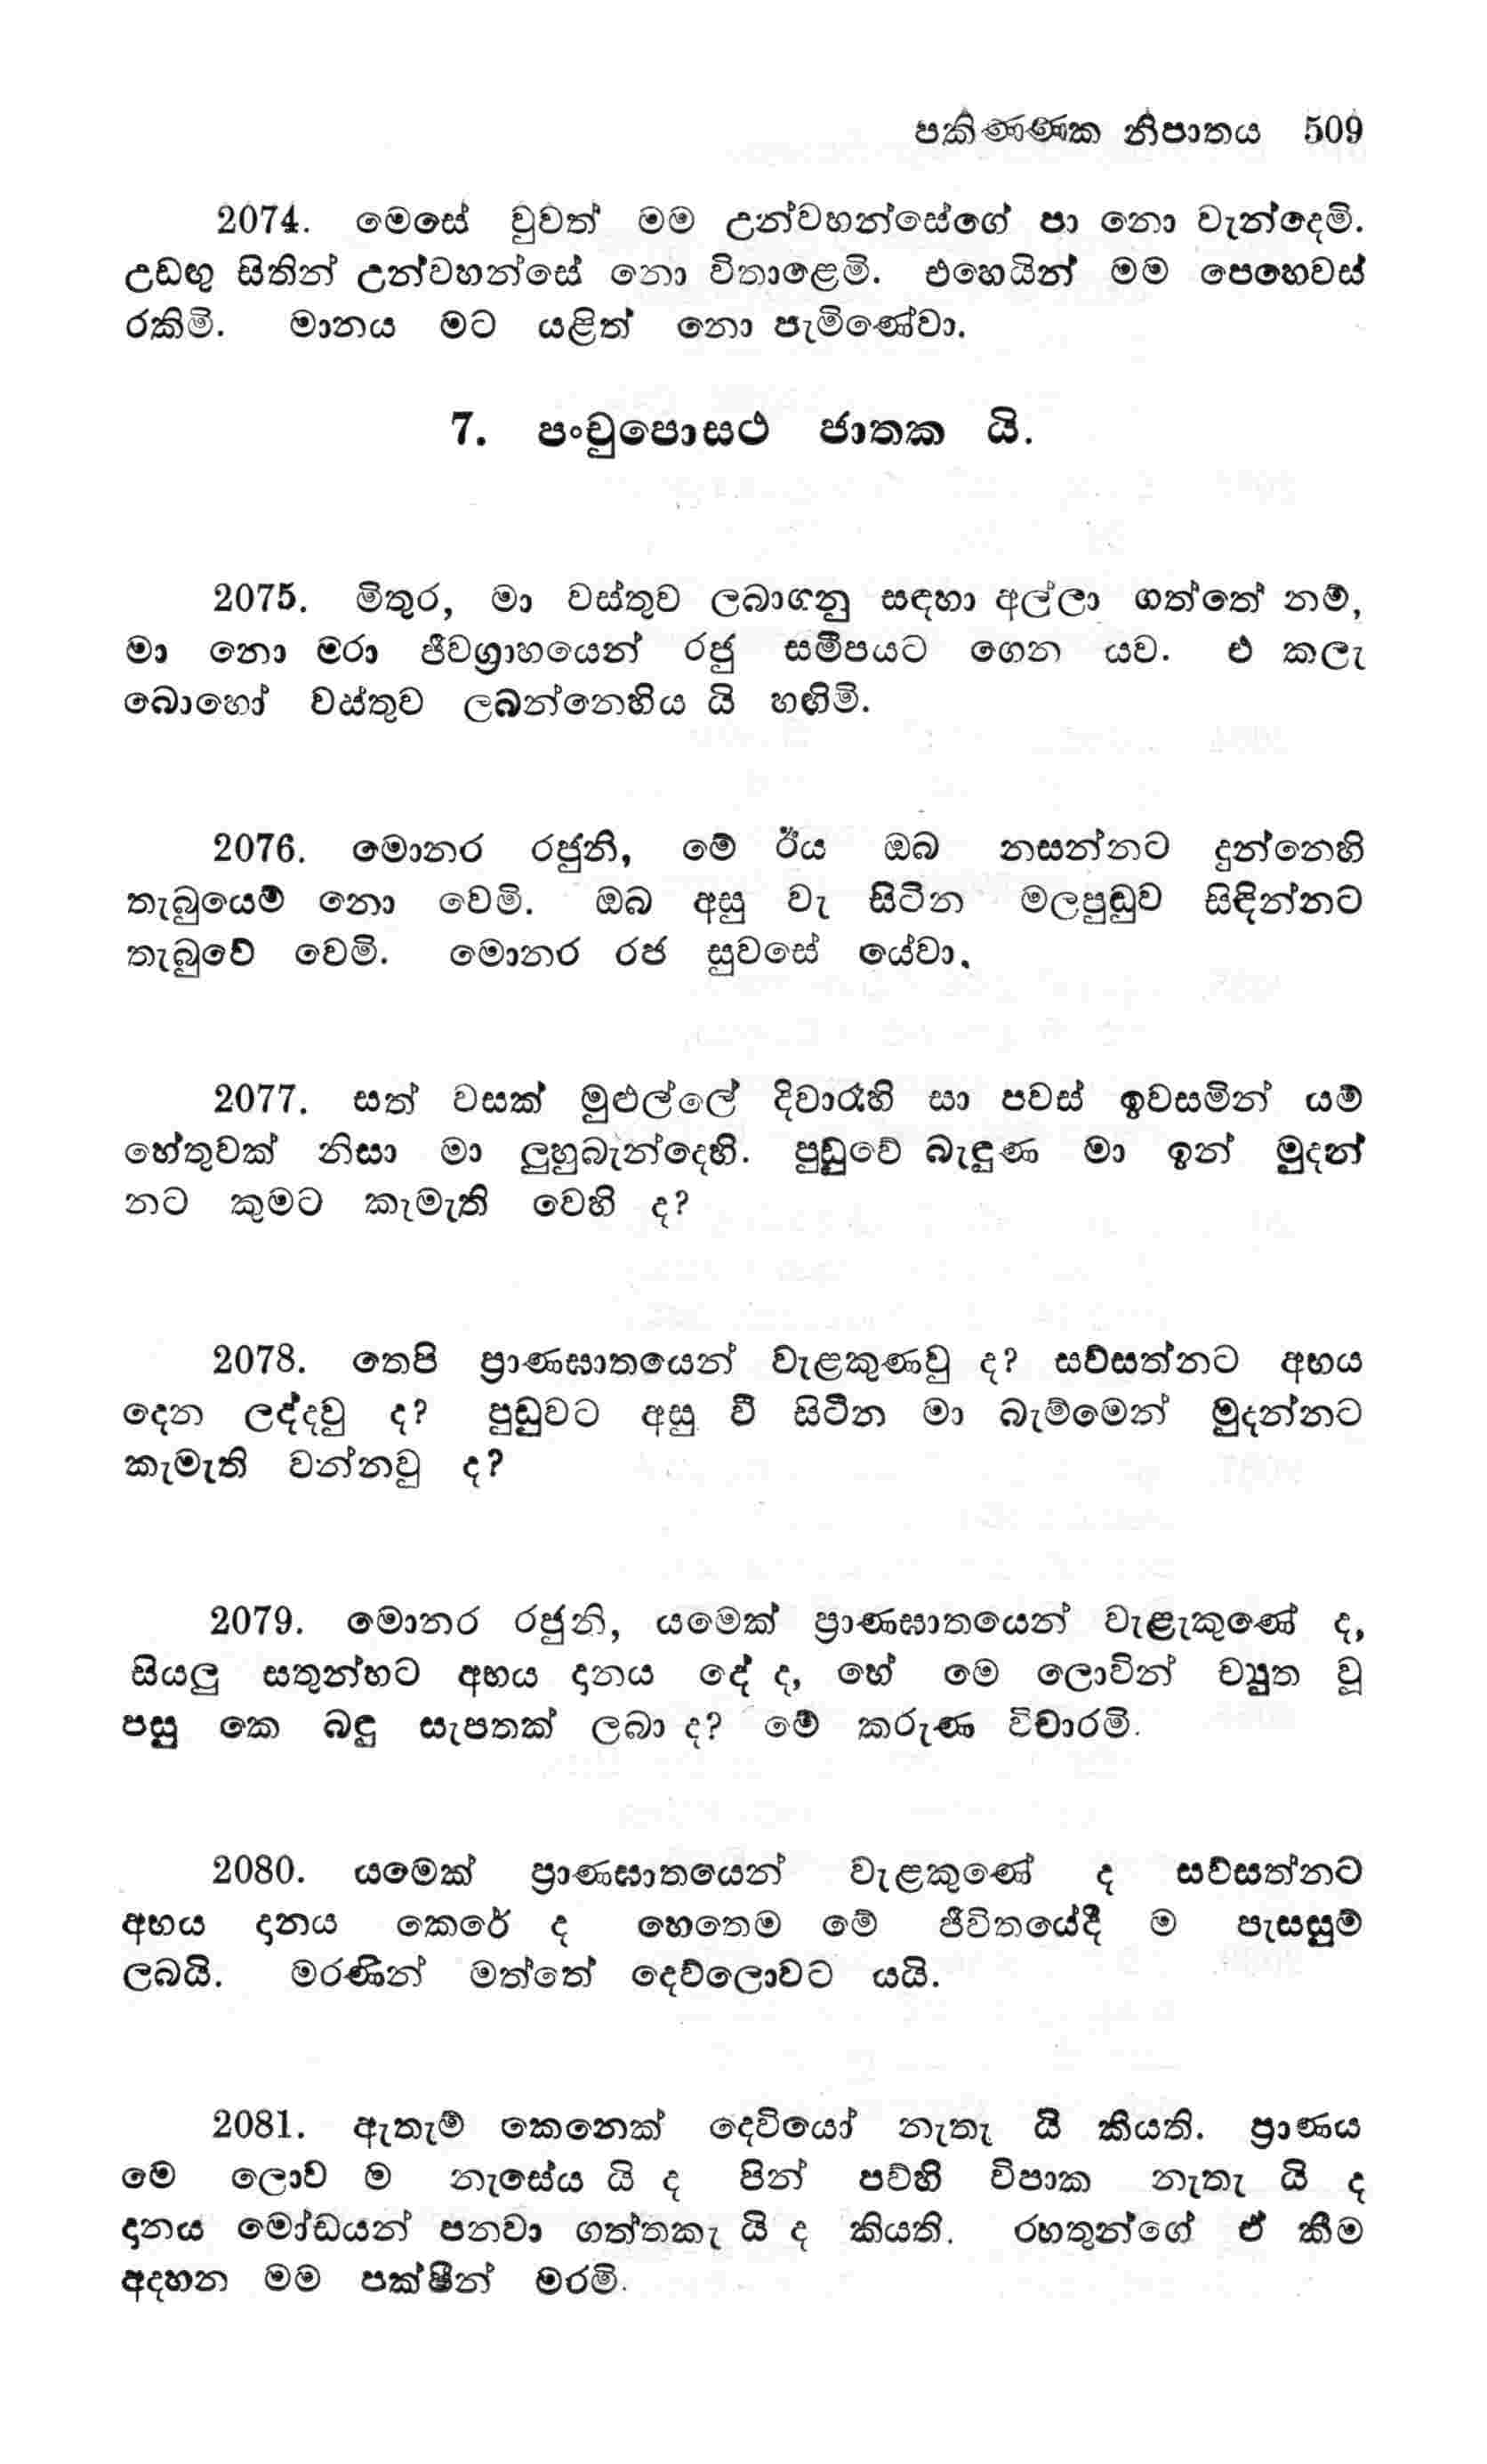 පකිණණක නිපාතය 509
2074. මෙසේ වුවත් මම උන්වහන්සේගේ පා නො වැන්දෙමි.
උඩඟු සිතින් උන්වහන්සේ නො විතාළෙමි. එහෙයින් මම පෙහෙවස්
රකිමි. මානය මට යළිත් නො පැමිණේවා.
7. පංචුපොසථ ජාතක යි.
2075. මිතුර, මා වස්තුව ලබාගනු සඳහා අල්ලා ගත්තේ නම්,
මා නො මරා ජීවග්‍රාහයෙන් රජු සමීපයට ගෙන යව. එ කලැ
බොහෝ වස්තුව ලබන්නෙහිය යි හඟිමි.
2076. මොනර රජුනි, මේ ඊය ඔබ නසන්නට දුන්නෙහි
තැබුයෙම් නො වෙමි. ඔබ අසු වැ සිටින මලපුඬුව සිඳින්නට
තැබුවේ වෙමි. මොනර රජ සුවසේ යේවා.
2077. සත් වසක් මුළුල්ලේ දිවාරෑහි සා පවස් ඉවසමින් යම්
හේතුවක් නිසා මා ලුහුබැන්දෙහි. පුඬුවේ බැඳුණ මා ඉන් මුදන්
නට කුමට කැමැති වෙහි ද?
2078. තෙපි ප්‍රාණඝාතයෙන් වැළකුණවු ද? සව්සත්නට අභය
දෙන ලද්දවු ද? පුඬුවට අසු වී සිටින මා බැම්මෙන් මුදන්නට
කැමැති වන්නවු ද?
2079. මොනර රජුනි, යමෙක් ප්‍රාණඝාතයෙන් වැළැකුණේ ද,
සියලු සතුන්හට අභය දානය දේ ද, හේ මෙ ලොවින් ච්‍යුත වූ
පසු කෙ බඳු සැපතක් ලබා ද? මේ කරුණ විචාරමි.
2080. යමෙක් ප්‍රාණඝාතයෙන් වැළකුණේ ද සව්සත්නට
අභය දානය කෙරේ ද හෙතෙම මේ ජීවිතයේදී ම පැසසුම්
ලබයි. මරණින් මත්තේ දෙව්ලොවට යයි.
2081. ඇතැම් කෙනෙක් දෙවියෝ නැතැ යි කියති. ප්‍රාණය
මෙ ලොව ම නැසේය යි ද පින් පව්හි විපාක නැතැ යි ද
දානය මෝඩයන් පනවා ගත්තකැ යි ද කියති. රහතුන්ගේ ඒ කීම
අදහන මම පක්ෂීන් මරමි.